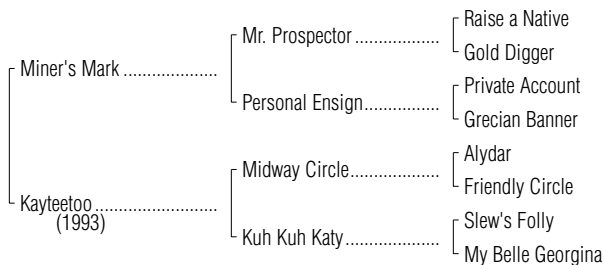 Raise a Native
Mr. Prospector ..................
Gold Digger
Miner's Mark ....................
Private Account
Personal Ensign................
Grecian Banner
Alydar
Midway Circle...................
Friendly Circle
Kayteetoo ..........................
(1993)
Slew's Folly
Kuh Kuh Katy....................
My Belle Georgina